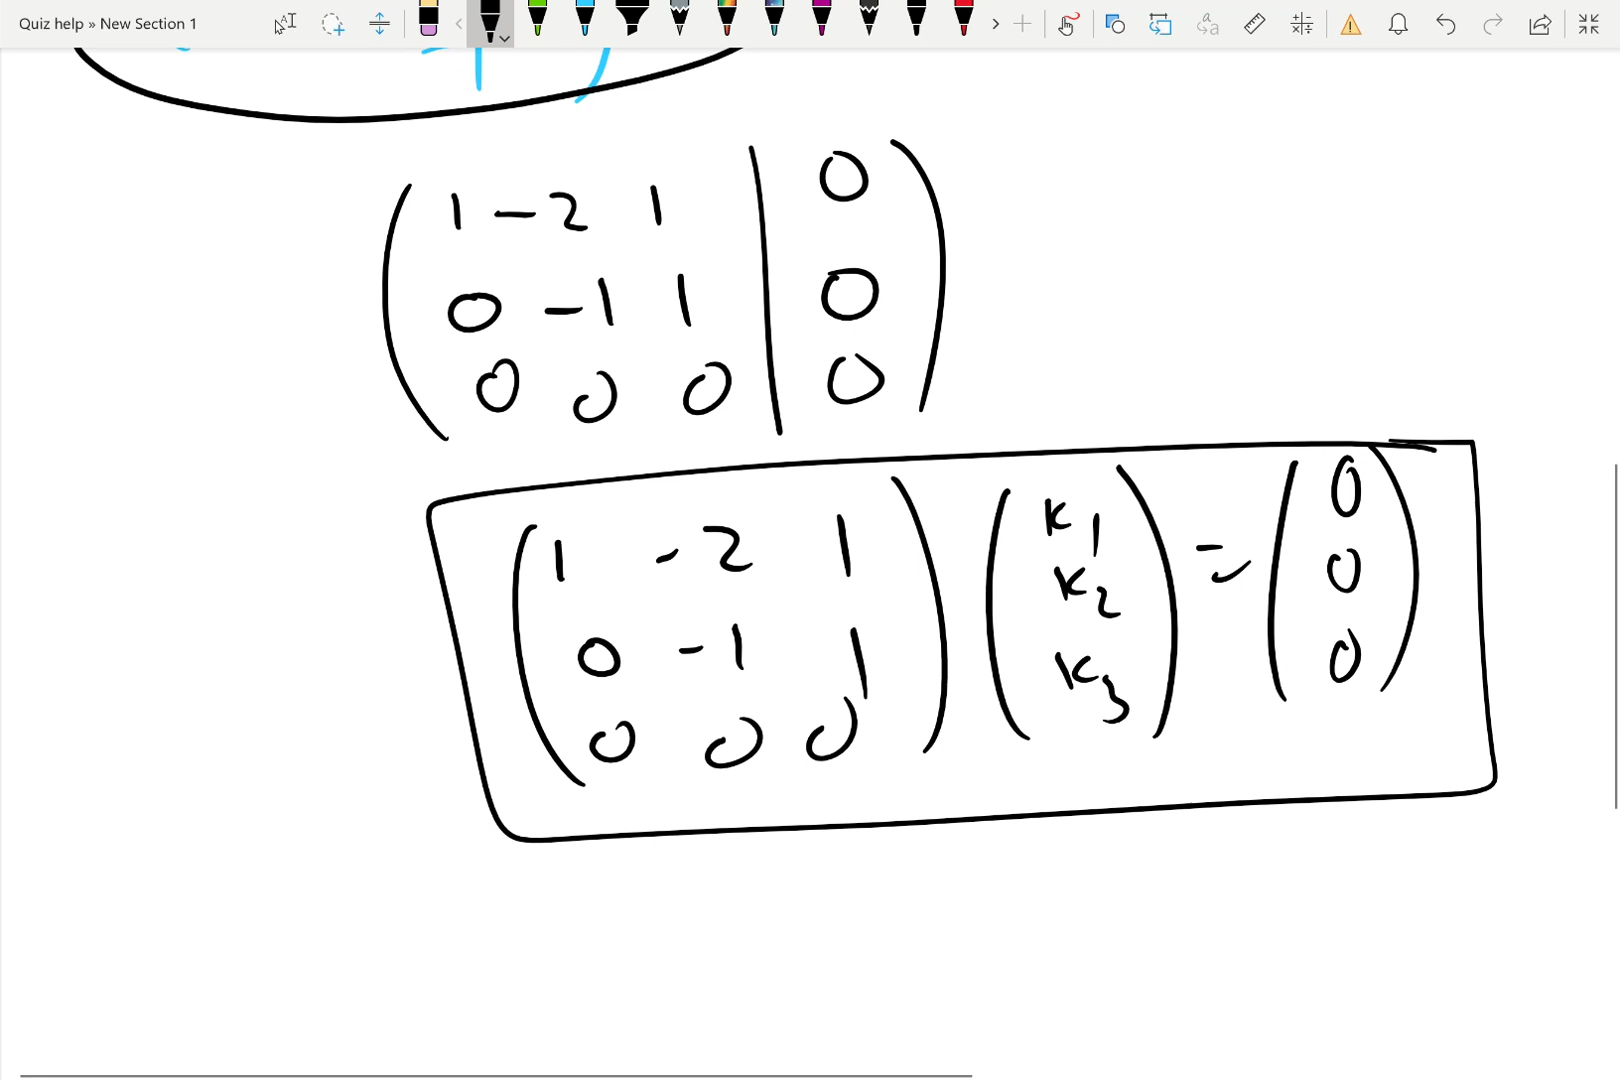 Quiz help » New Section 1
1 -2 1 | 0
0 -1 1 | 0
0 0 0 | 0
1 -2 1 k1 = 0
0 -1 1 k2 0
0 0 0 k3 0